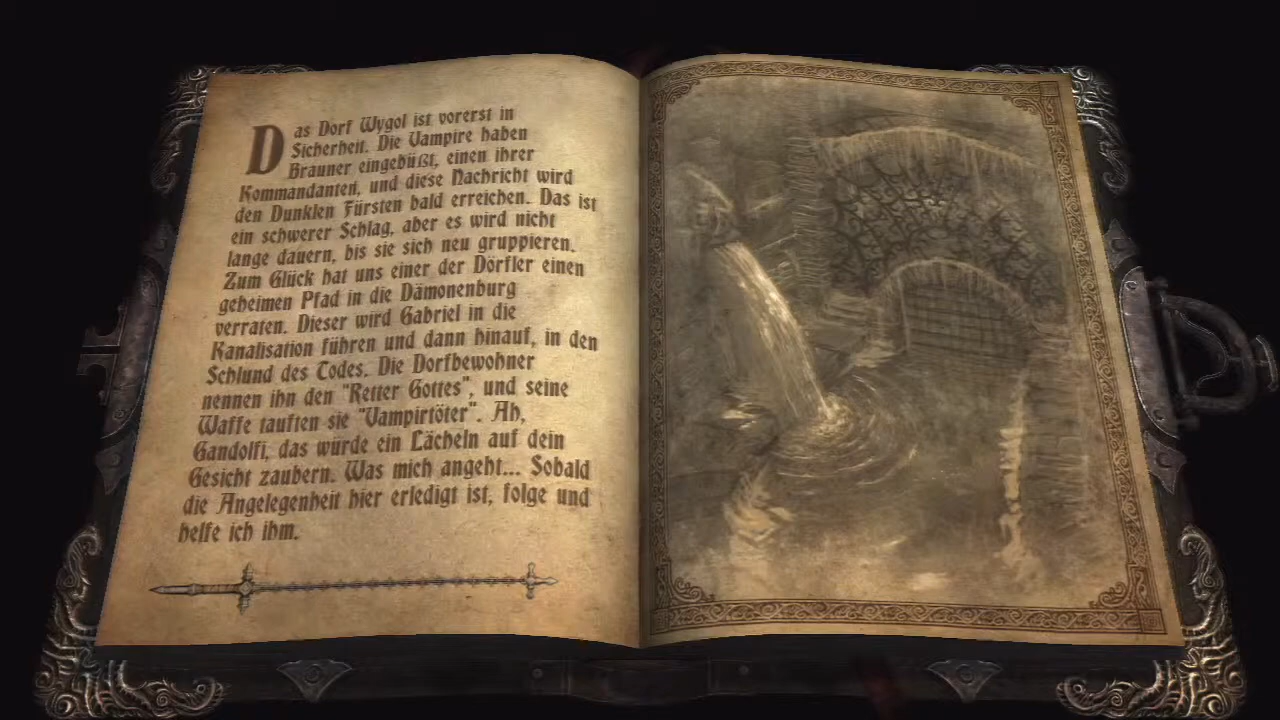 Das Dorf Wygol ist vorerst in
Sicherheit. Die Vampire haben
Brauner eingebüßt, einen ihrer
Kommandanten, und diese Nachricht wird
den Dunklen Fürsten bald erreichen. Das ist
ein schwerer Schlag, aber es wird nicht
lange dauern, bis sie sich neu gruppieren.
Zum Glück hat uns einer der Dörfler einen
geheimen Pfad in die Dämonenburg
verraten. Dieser wird Gabriel in die
Kanalisation führen und dann hinauf, in den
Schlund des Todes. Die Dorfbewohner
nennen ihn den "Retter Gottes", und seine
Waffe tauften sie "Vampirtöter". Ah,
Gandolfi, das würde ein Lächeln auf dein
Gesicht zaubern. Was mich angeht... Sobald
die Angelegenheit hier erledigt ist, folge und
helfe ich ihm.